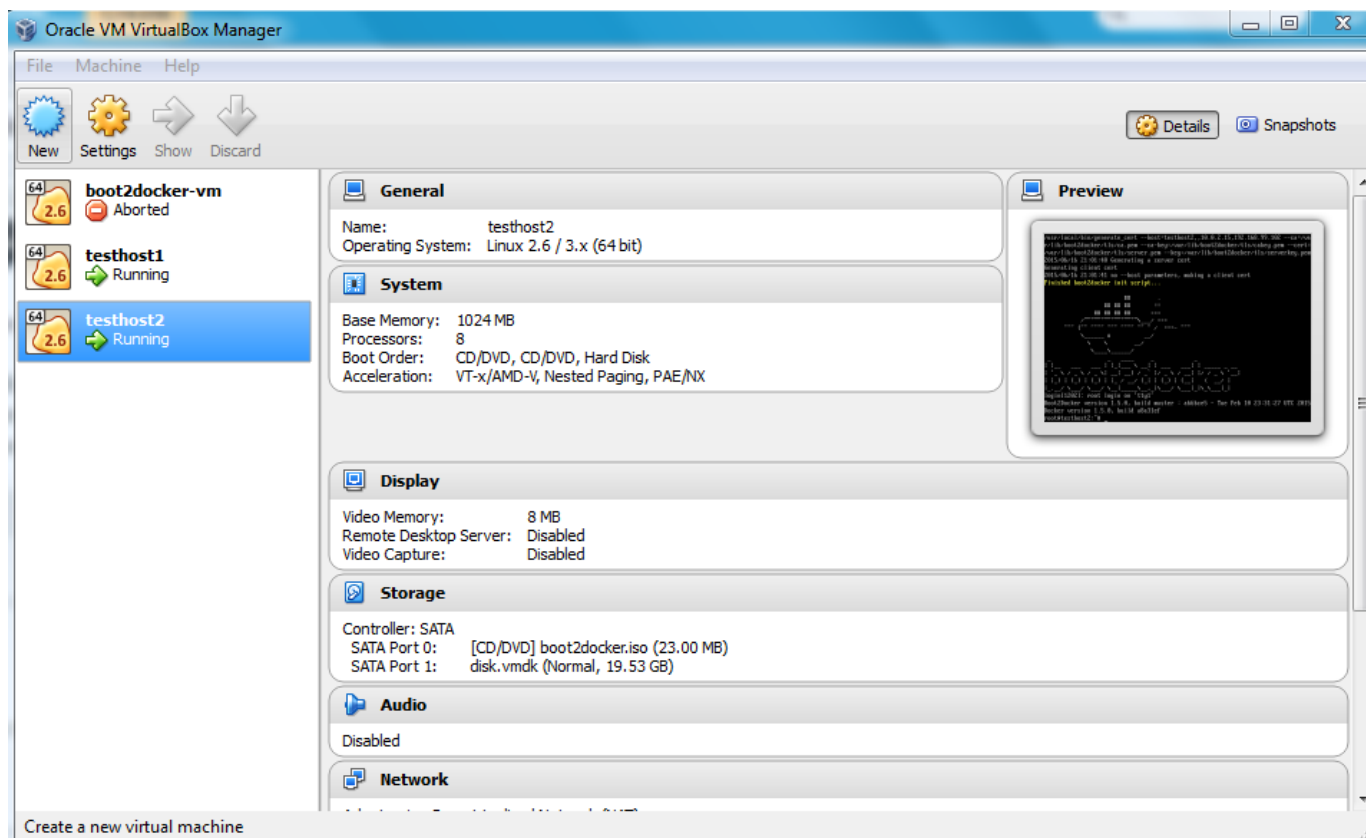 Oracle VM VirtualBox Manager
File Machine Help
New Settings Show Discard
Details Snapshots
64 2.6 boot2docker-vm
Aborted
64 2.6 testhost1
Running
64 2.6 testhost2
Running
General
Name: testhost2
Operating System: Linux 2.6 / 3.x (64 bit)
System
Base Memory: 1024 MB
Processors: 8
Boot Order: CD/DVD, CD/DVD, Hard Disk
Acceleration: VT-x/AMD-V, Nested Paging, PAE/NX
Preview
Finished boot2docker init script...
boot2docker
Display
Video Memory: 8 MB
Remote Desktop Server: Disabled
Video Capture: Disabled
Storage
Controller: SATA
SATA Port 0: [CD/DVD] boot2docker.iso (23.00 MB)
SATA Port 1: disk.vmdk (Normal, 19.53 GB)
Audio
Disabled
Network
Create a new virtual machine